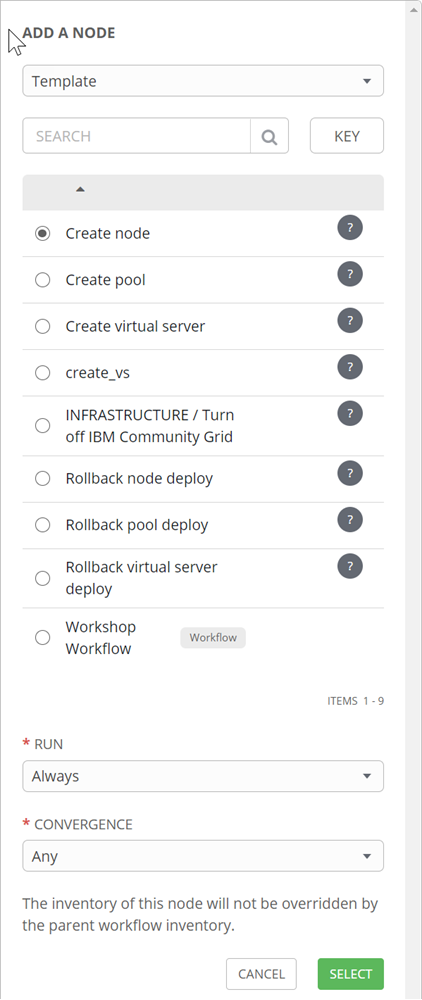 ADD A NODE
Template
SEARCH
KEY
Create node
?
Create pool
?
Create virtual server
?
create_vs
?
INFRASTRUCTURE / Turn
off IBM Community Grid
?
Rollback node deploy
?
Rollback pool deploy
?
Rollback virtual server
deploy
?
Workshop
Workflow
Workflow
ITEMS 1 - 9
* RUN
Always
* CONVERGENCE
Any
The inventory of this node will not be overridden by
the parent workflow inventory.
CANCEL
SELECT